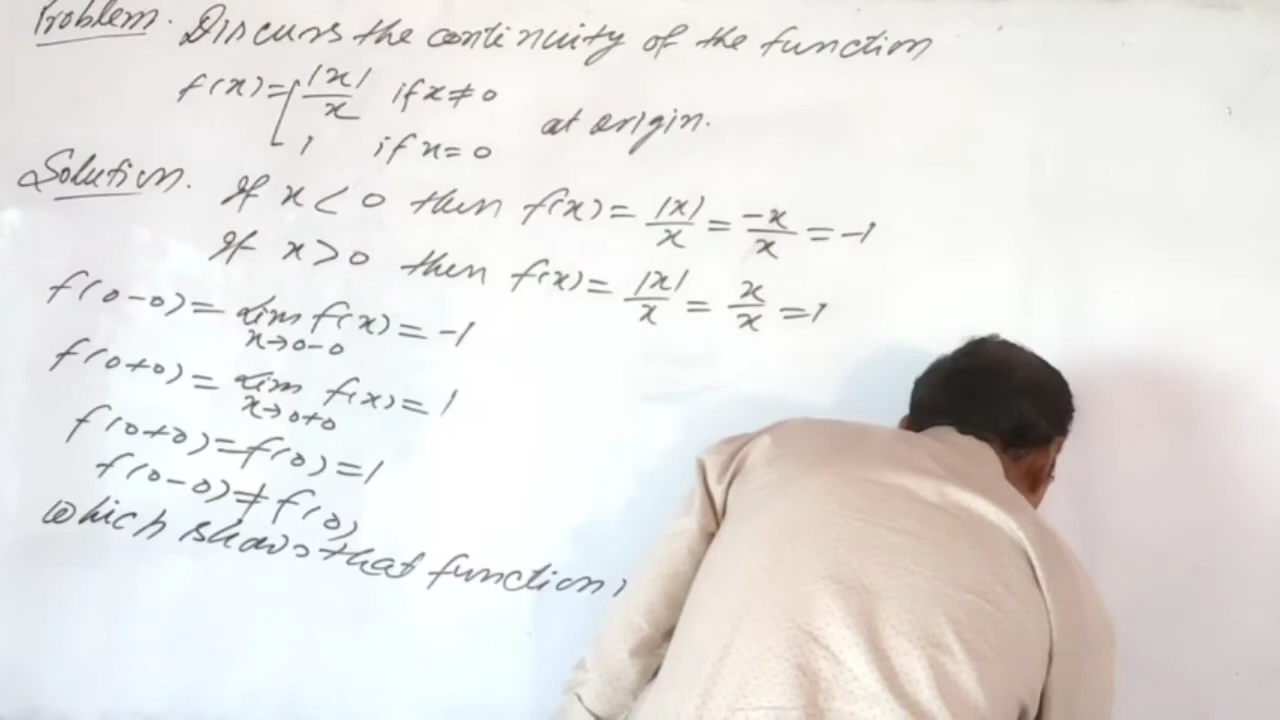 Problem. Discuss the continuity of the function
f(x)={ |x|/x if x≠0
1 if x=0 at origin.
Solution. If x<0 then f(x)= |x|/x = -x/x =-1
If x>0 then f(x)= |x|/x = x/x =1
f(0-0)= lim x→0-0 f(x)=-1
f(0+0)= lim x→0+0 f(x)=1
f(0+0)=f(0)=1
f(0-0)≠f(0)
which shows that function